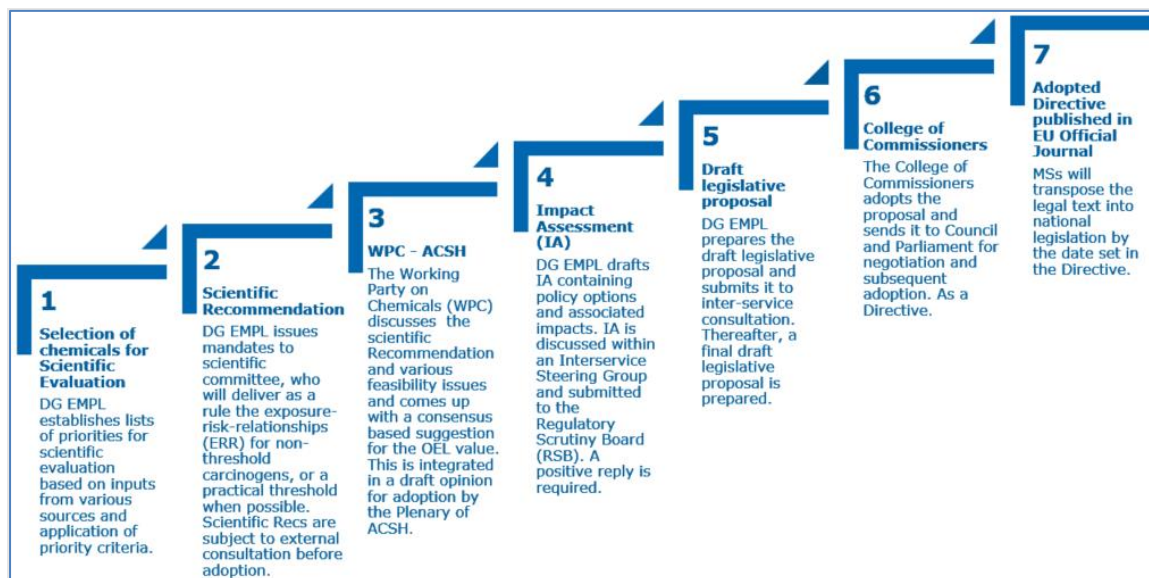 1
Selection of
chemicals for
Scientific
Evaluation
DG EMPL
establishes lists
of priorities for
scientific
evaluation
based on inputs
from various
sources and
application of
priority criteria.
2
Scientific
Recommendation
DG EMPL issues
mandates to
scientific
committee, who
will deliver as a
rule the exposure-
risk-relationships
(ERR) for non-
threshold
carcinogens, or a
practical threshold
when possible.
Scientific Recs are
subject to external
consultation before
adoption.
3
WPC - ACSH
The Working
Party on
Chemicals (WPC)
discusses the
scientific
Recommendation
and various
feasibility issues
and comes up
with a consensus
based suggestion
for the OEL value.
This is integrated
in a draft opinion
for adoption by
the Plenary of
ACSH.
4
Impact
Assessment
(IA)
DG EMPL drafts
IA containing
policy options
and associated
impacts. IA is
discussed within
an Interservice
Steering Group
and submitted
to the
Regulatory
Scrutiny Board
(RSB). A
positive reply is
required.
5
Draft
legislative
proposal
DG EMPL
prepares the
draft legislative
proposal and
submits it to
inter-service
consultation.
Thereafter, a
final draft
legislative
proposal is
prepared.
6
College of
Commissioners
The College of
Commissioners
adopts the
proposal and
sends it to Council
and Parliament for
negotiation and
subsequent
adoption. As a
Directive.
7
Adopted
Directive
published in
EU Official
Journal
MSs will
transpose the
legal text into
national
legislation by
the date set in
the Directive.